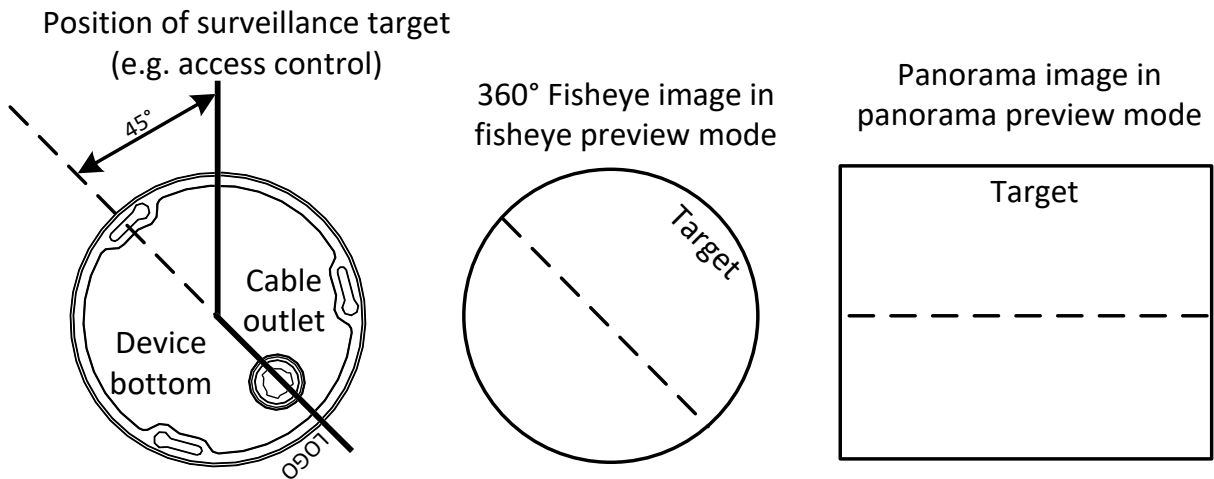 Position of surveillance target
(e.g. access control)
45°
Cable
outlet
Device
bottom
LOGO
360° Fisheye image in
fisheye preview mode
Target
Panorama image in
panorama preview mode
Target